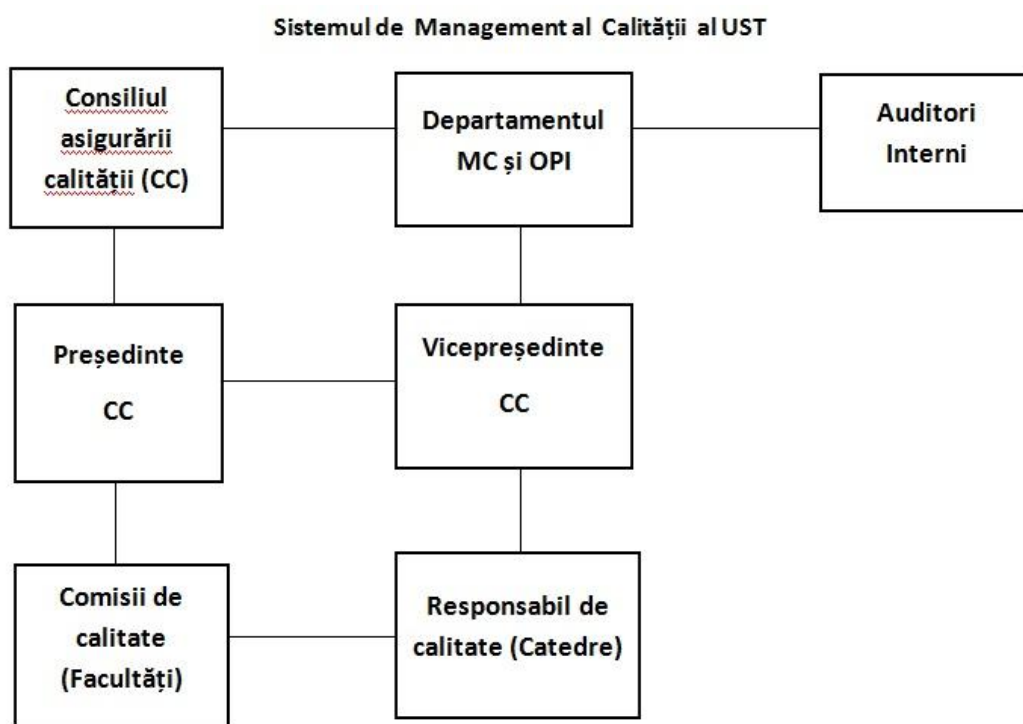 Sistemul de Management al Calității al UST
Consiliul
asigurării
calității (CC)
Departamentul
MC și OPI
Auditori
Interni
Președinte
CC
Vicepreședinte
CC
Comisii de
calitate
(Facultăți)
Responsabil de
calitate (Catedre)